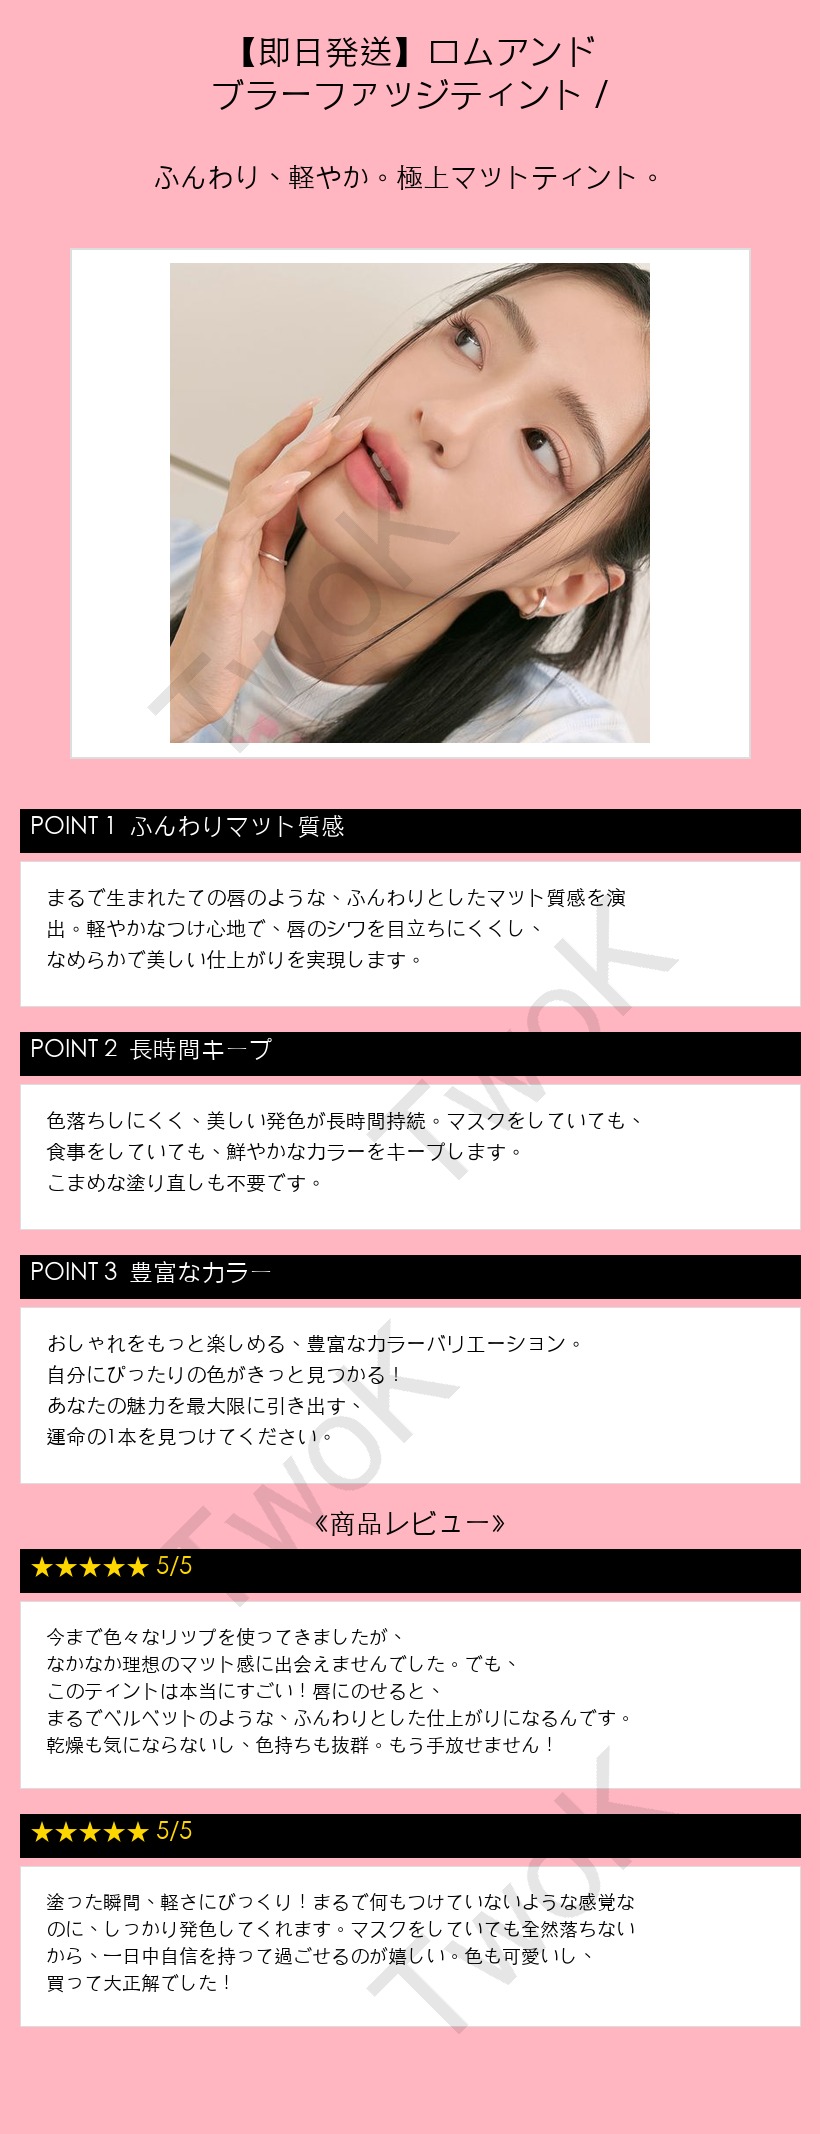 【即日発送】ロムアンド
ブラーファッジティント /
ふんわり、軽やか。極上マットティント。
TwoK
POINT 1 ふんわりマット質感
まるで生まれたての唇のような、ふんわりとしたマット質感を演
出。軽やかなつけ心地で、唇のシワを目立ちにくくし、
なめらかで美しい仕上がりを実現します。
TwoK
POINT 2 長時間キープ
色落ちしにくく、美しい発色が長時間持続。マスクをしていても、
食事をしていても、鮮やかなカラーをキープします。
こまめな塗り直しも不要です。
POINT 3 豊富なカラー
おしゃれをもっと楽しめる、豊富なカラーバリエーション。
自分にぴったりの色がきっと見つかる！
あなたの魅力を最大限に引き出す、
運命の1本を見つけてください。
TwoK
《商品レビュー》
★★★★★ 5/5
今まで色々なリップを使ってきましたが、
なかなか理想のマット感に出会えませんでした。でも、
このティントは本当にすごい！唇にのせると、
まるでベルベットのような、ふんわりとした仕上がりになるんです。
乾燥も気にならないし、色持ちも抜群。もう手放せません！
★★★★★ 5/5
塗った瞬間、軽さにびっくり！まるで何もつけていないような感覚な
のに、しっかり発色してくれます。マスクをしていても全然落ちない
から、一日中自信を持って過ごせるのが嬉しい。色も可愛いし、
買って大正解でした！
TwoK